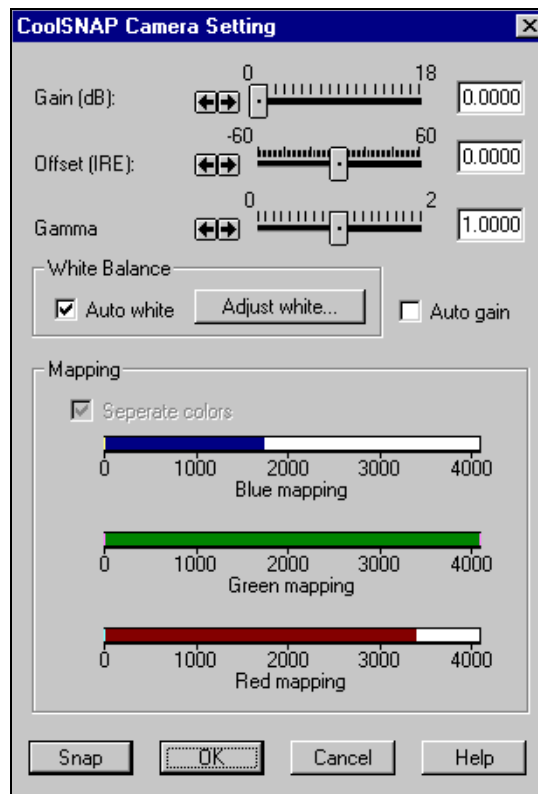 CoolSNAP Camera Setting
0 18
Gain (dB): 0.0000
-60 60
Offset (IRE): 0.0000
0 2
Gamma 1.0000
White Balance
Auto white Adjust white... Auto gain
Mapping
Seperate colors
0 1000 2000 3000 4000
Blue mapping
0 1000 2000 3000 4000
Green mapping
0 1000 2000 3000 4000
Red mapping
Snap OK Cancel Help